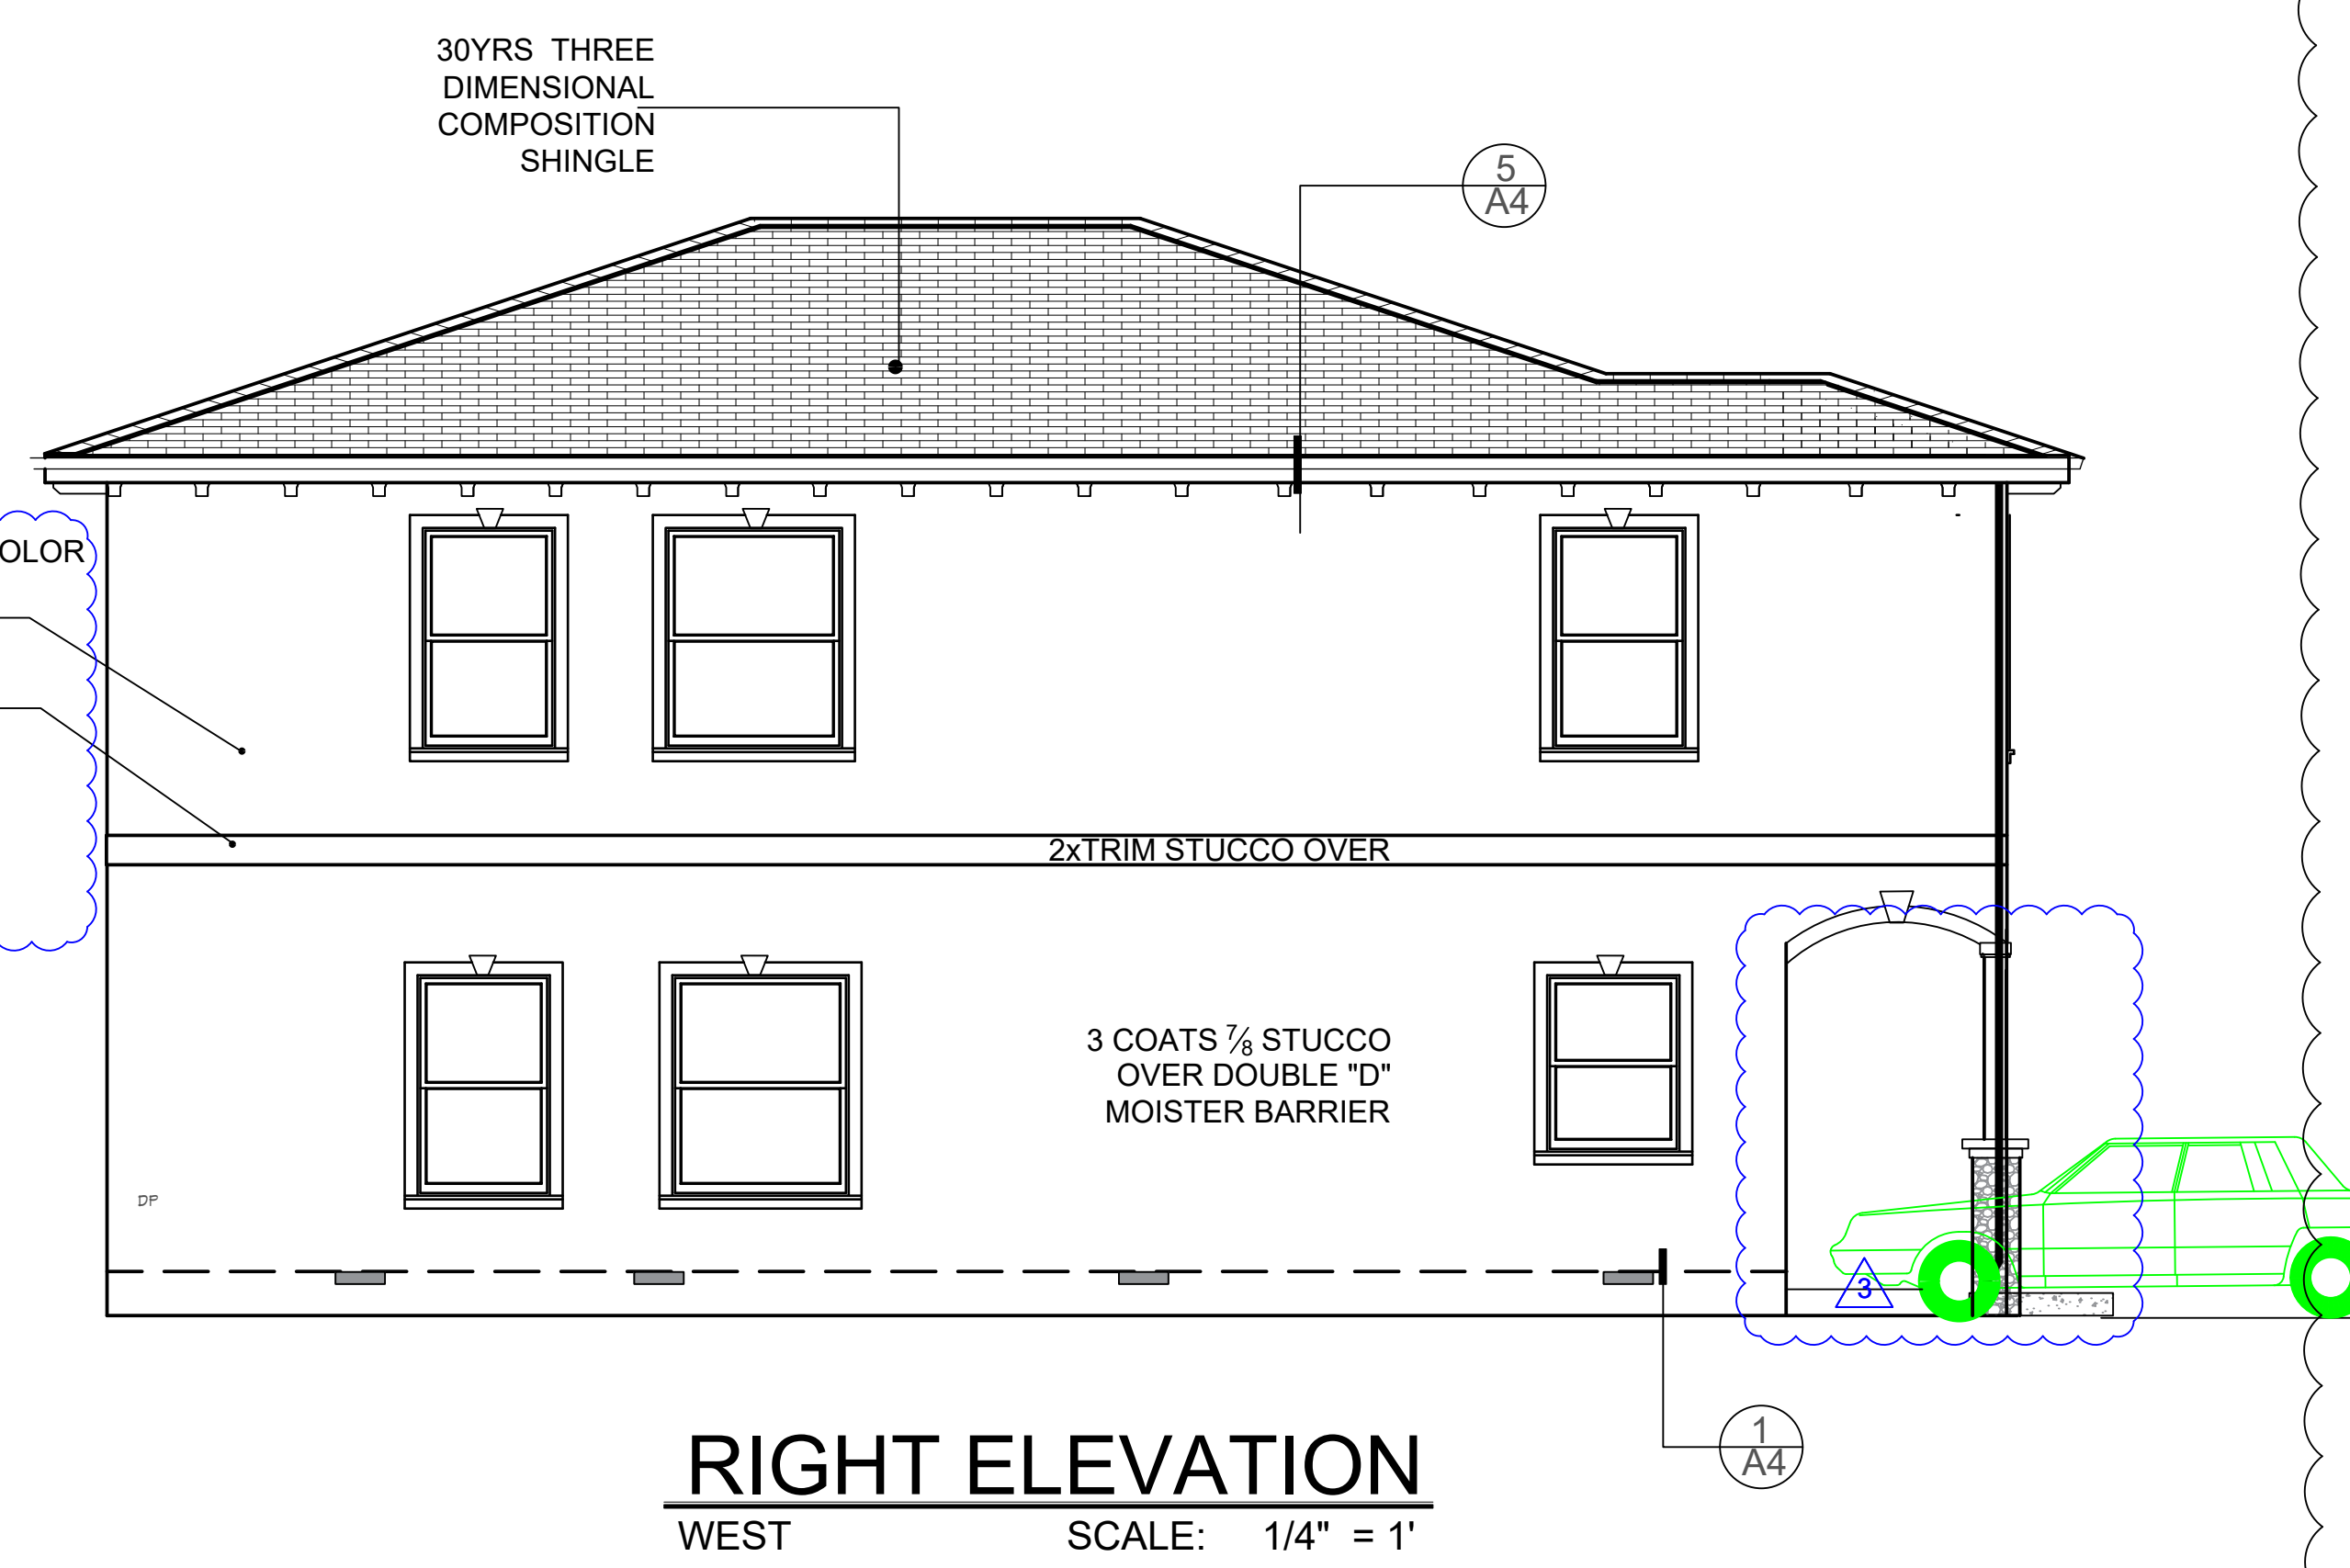 30YRS THREE
DIMENSIONAL
COMPOSITION
SHINGLE
5
A4
OLOR
2xTRIM STUCCO OVER
3 COATS ⅞ STUCCO
OVER DOUBLE "D"
MOISTER BARRIER
DP
3
1
A4
RIGHT ELEVATION
WEST SCALE: 1/4" = 1'